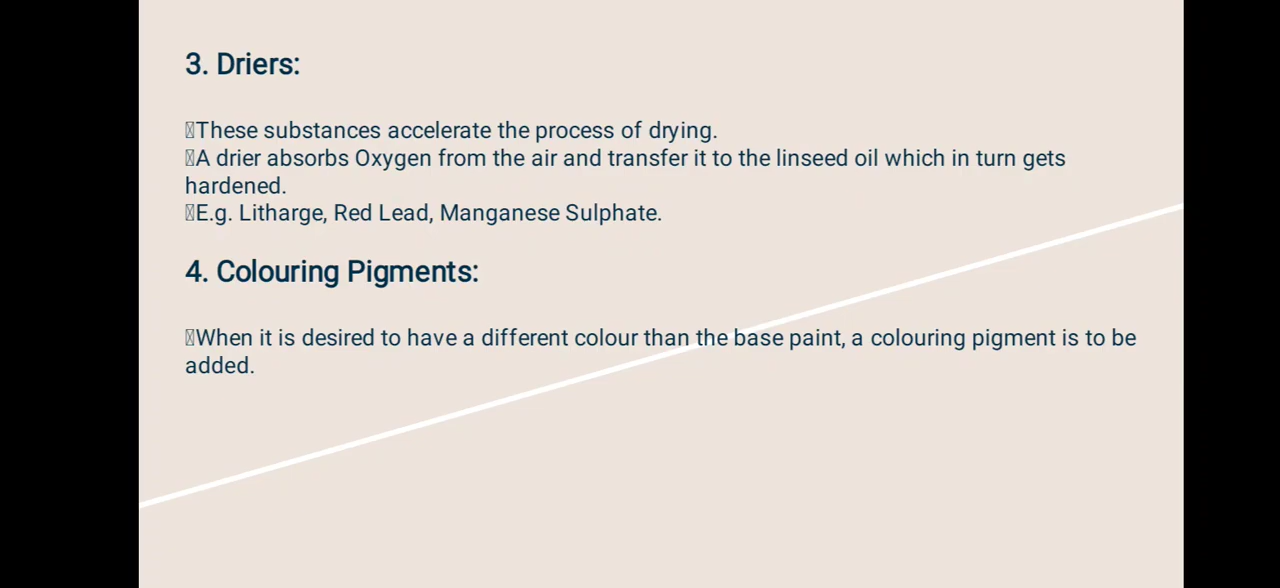 3. Driers:
These substances accelerate the process of drying.
A drier absorbs Oxygen from the air and transfer it to the linseed oil which in turn gets
hardened.
E.g. Litharge, Red Lead, Manganese Sulphate.
4. Colouring Pigments:
When it is desired to have a different colour than the base paint, a colouring pigment is to be
added.